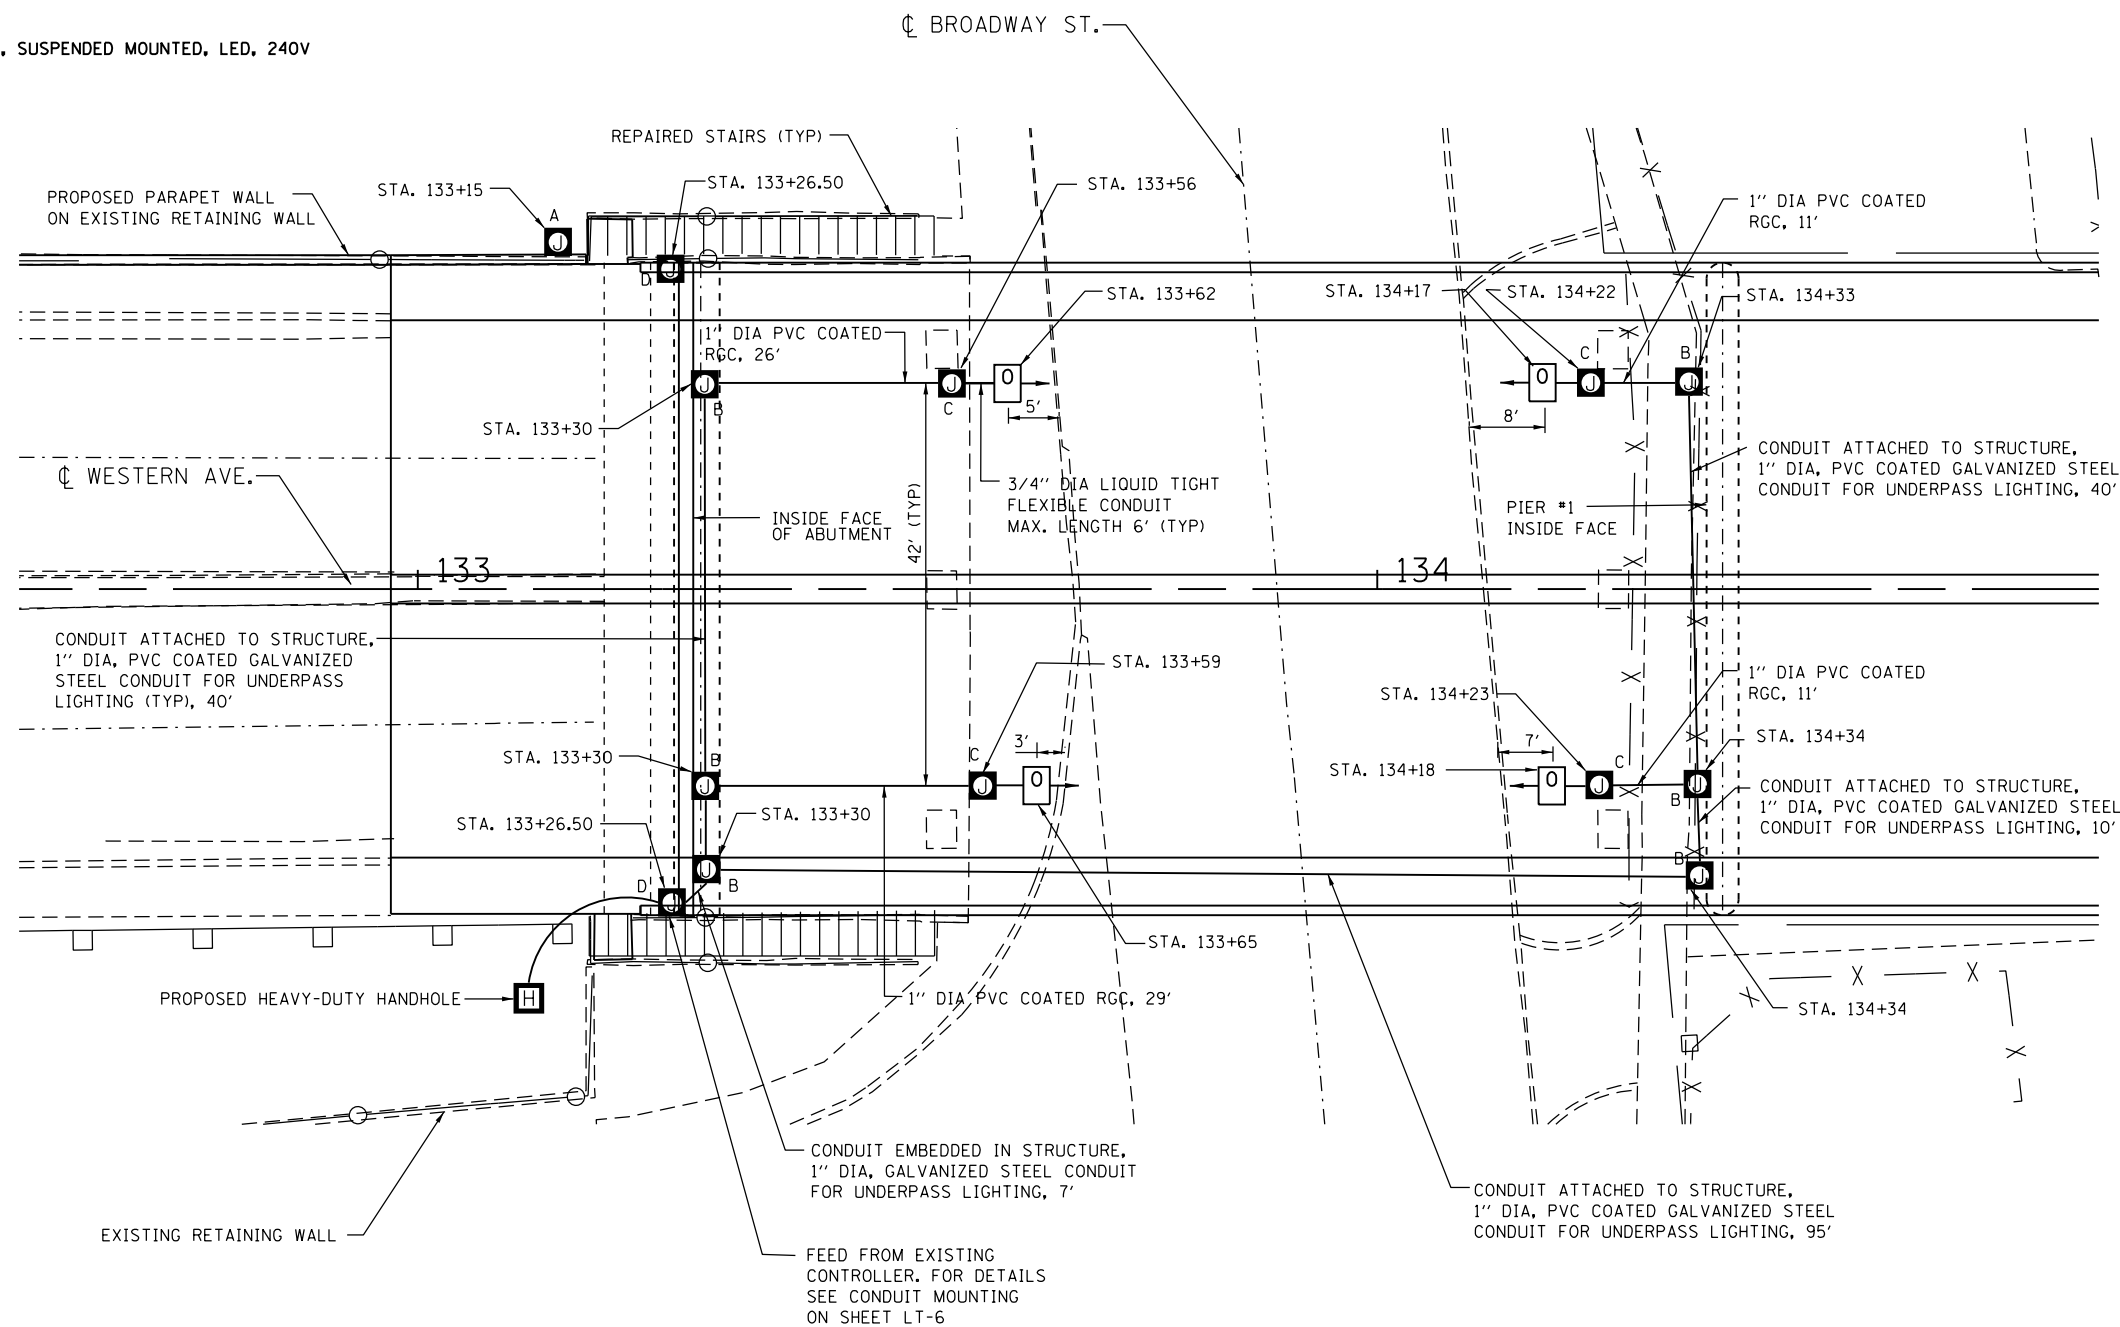 ℄ BROADWAY ST.
, SUSPENDED MOUNTED, LED, 240V
REPAIRED STAIRS (TYP)
PROPOSED PARAPET WALL
ON EXISTING RETAINING WALL
STA. 133+15
A
J
STA. 133+26.50
D
J
STA. 133+56
STA. 133+62
1'' DIA PVC COATED
RGC, 26'
J
B
STA. 133+30
J
C
O
5'
STA. 134+17
STA. 134+22
1'' DIA PVC COATED
RGC, 11'
STA. 134+33
O
C
J
B
J
8'
℄ WESTERN AVE.
INSIDE FACE
OF ABUTMENT
42' (TYP)
3/4'' DIA LIQUID TIGHT
FLEXIBLE CONDUIT
MAX. LENGTH 6' (TYP)
PIER #1
INSIDE FACE
CONDUIT ATTACHED TO STRUCTURE,
1'' DIA, PVC COATED GALVANIZED STEEL
CONDUIT FOR UNDERPASS LIGHTING, 40'
133
134
CONDUIT ATTACHED TO STRUCTURE,
1'' DIA, PVC COATED GALVANIZED
STEEL CONDUIT FOR UNDERPASS
LIGHTING (TYP), 40'
STA. 133+59
STA. 134+23
1'' DIA PVC COATED
RGC, 11'
STA. 133+30
B
J
C
J
3'
O
7'
STA. 134+18
O
C
J
STA. 134+34
B
J
STA. 133+26.50
STA. 133+30
J
B
D
J
B
J
CONDUIT ATTACHED TO STRUCTURE,
1'' DIA, PVC COATED GALVANIZED STEEL
CONDUIT FOR UNDERPASS LIGHTING, 10'
STA. 133+65
PROPOSED HEAVY-DUTY HANDHOLE
H
1'' DIA PVC COATED RGC, 29'
STA. 134+34
CONDUIT EMBEDDED IN STRUCTURE,
1'' DIA, GALVANIZED STEEL CONDUIT
FOR UNDERPASS LIGHTING, 7'
CONDUIT ATTACHED TO STRUCTURE,
1'' DIA, PVC COATED GALVANIZED STEEL
CONDUIT FOR UNDERPASS LIGHTING, 95'
EXISTING RETAINING WALL
FEED FROM EXISTING
CONTROLLER. FOR DETAILS
SEE CONDUIT MOUNTING
ON SHEET LT-6